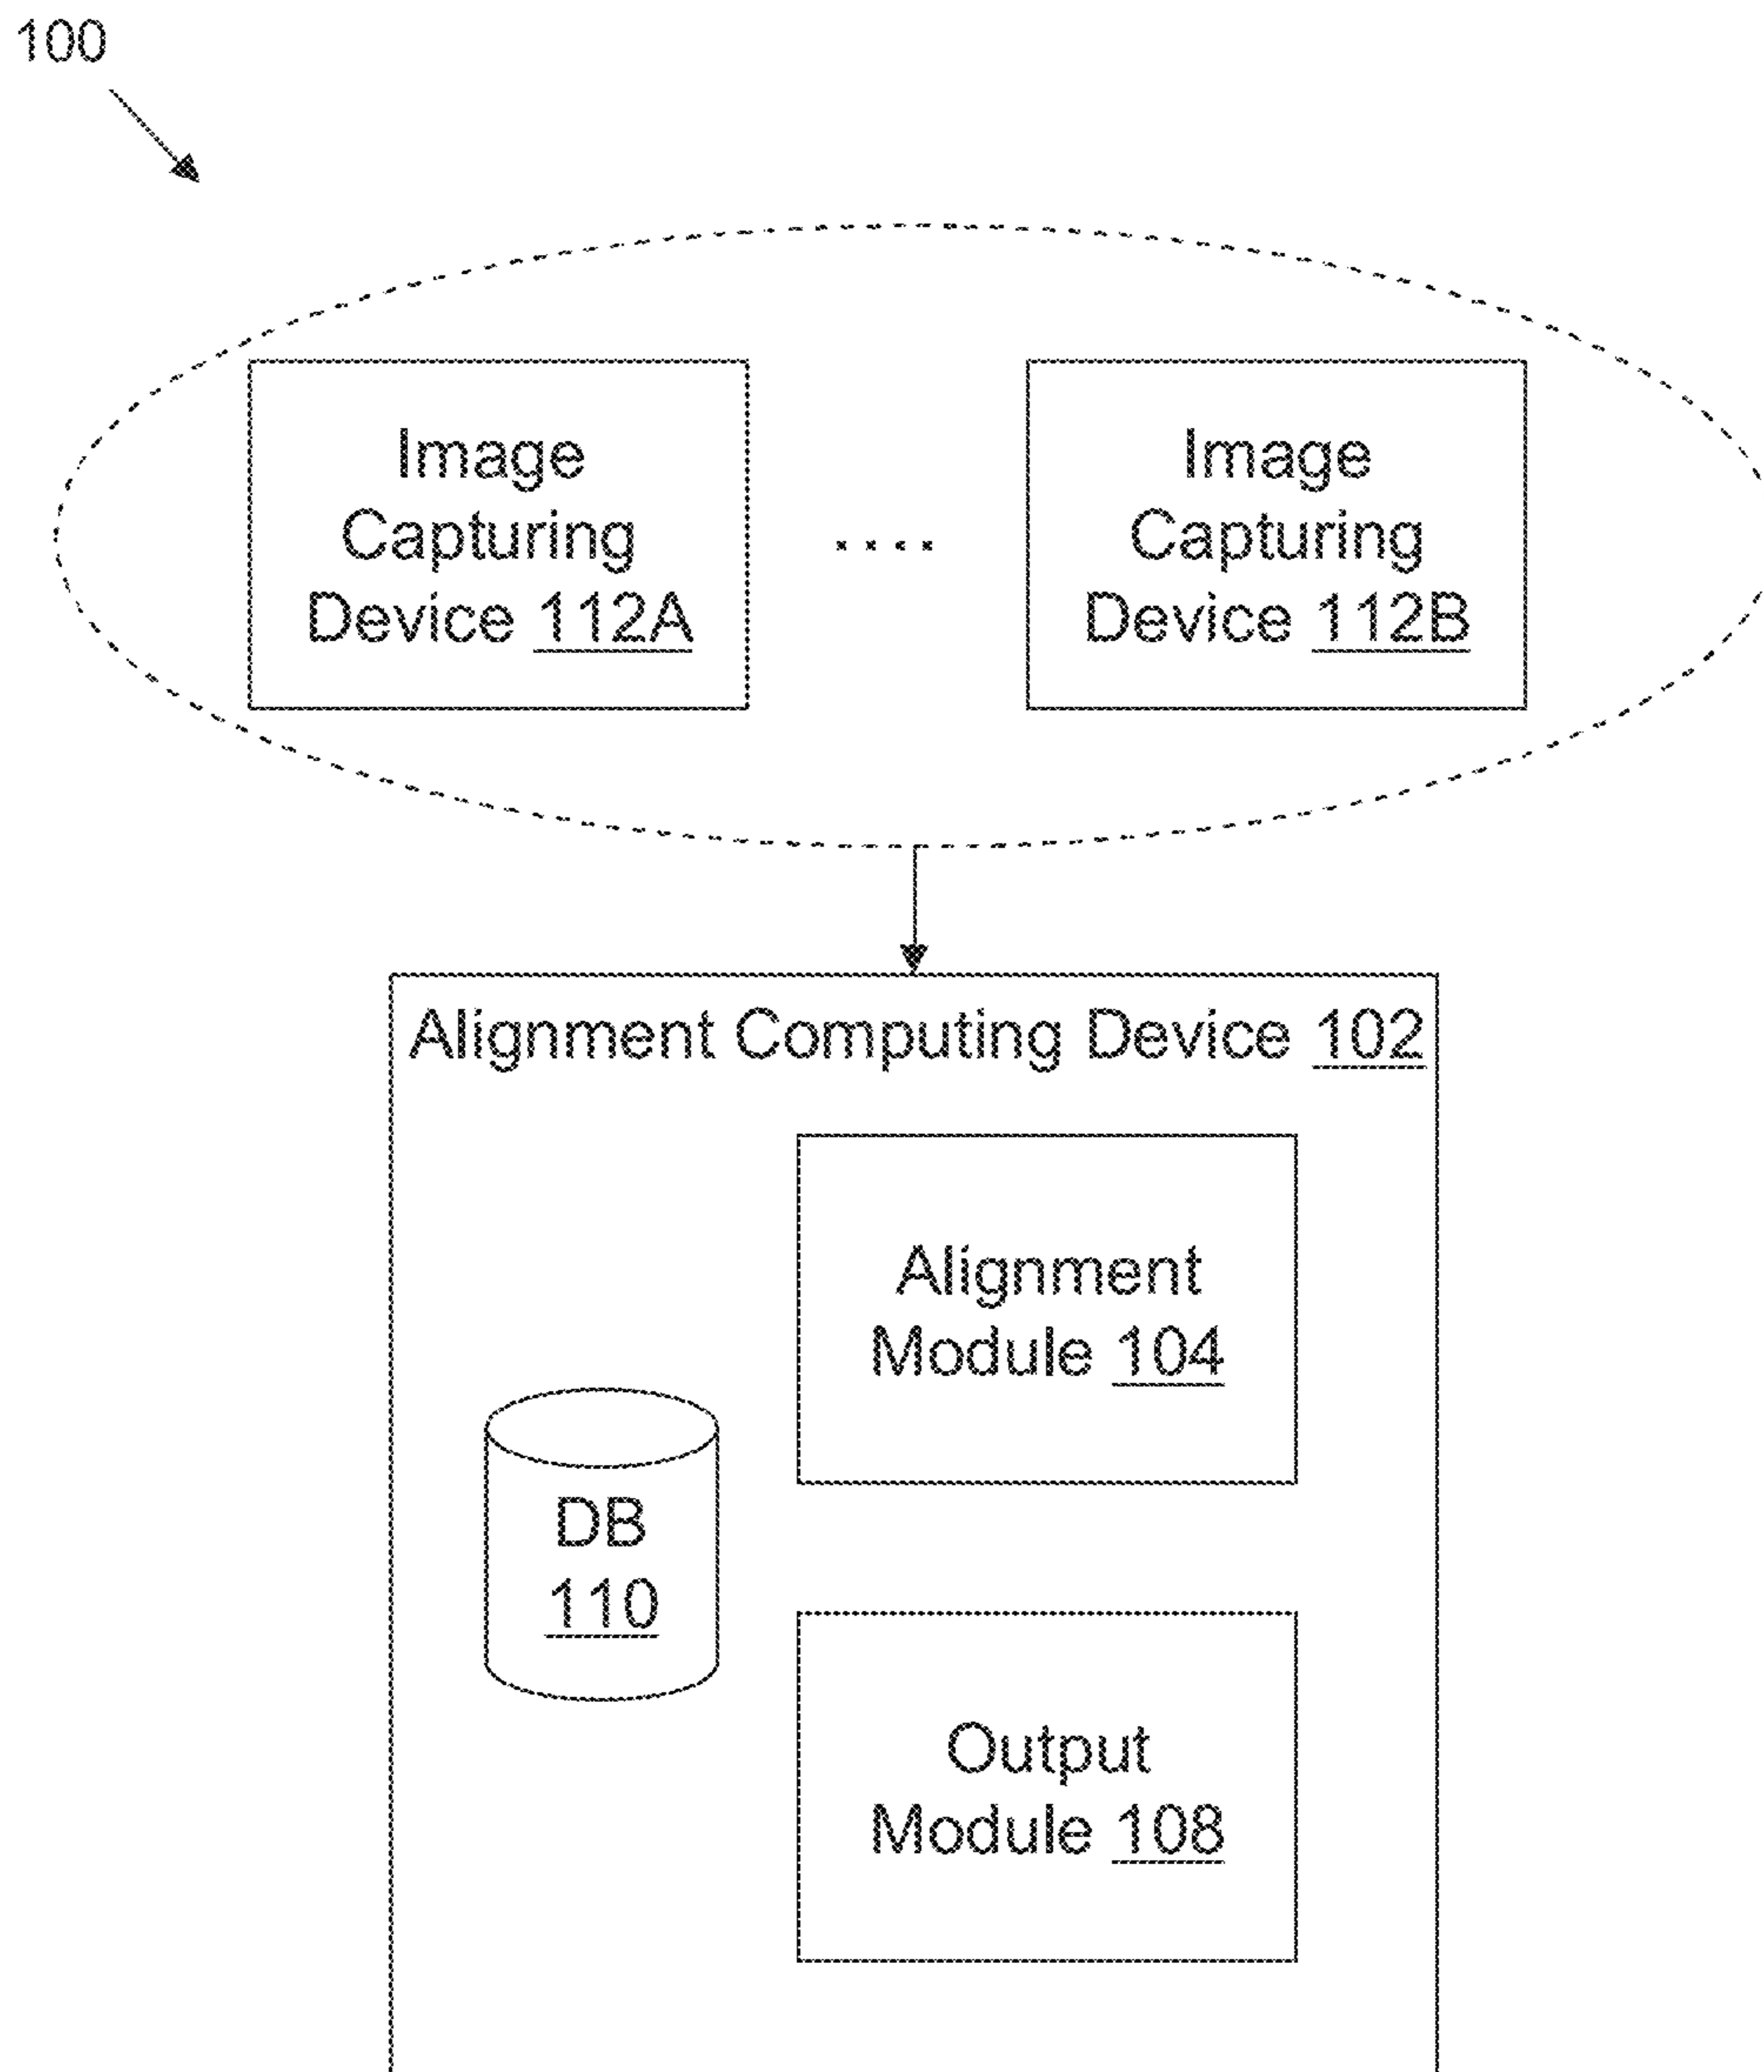 100
Image
Capturing
Device 112A
....
Image
Capturing
Device 112B
Alignment Computing Device 102
Alignment
Module 104
DB
110
Output
Module 108